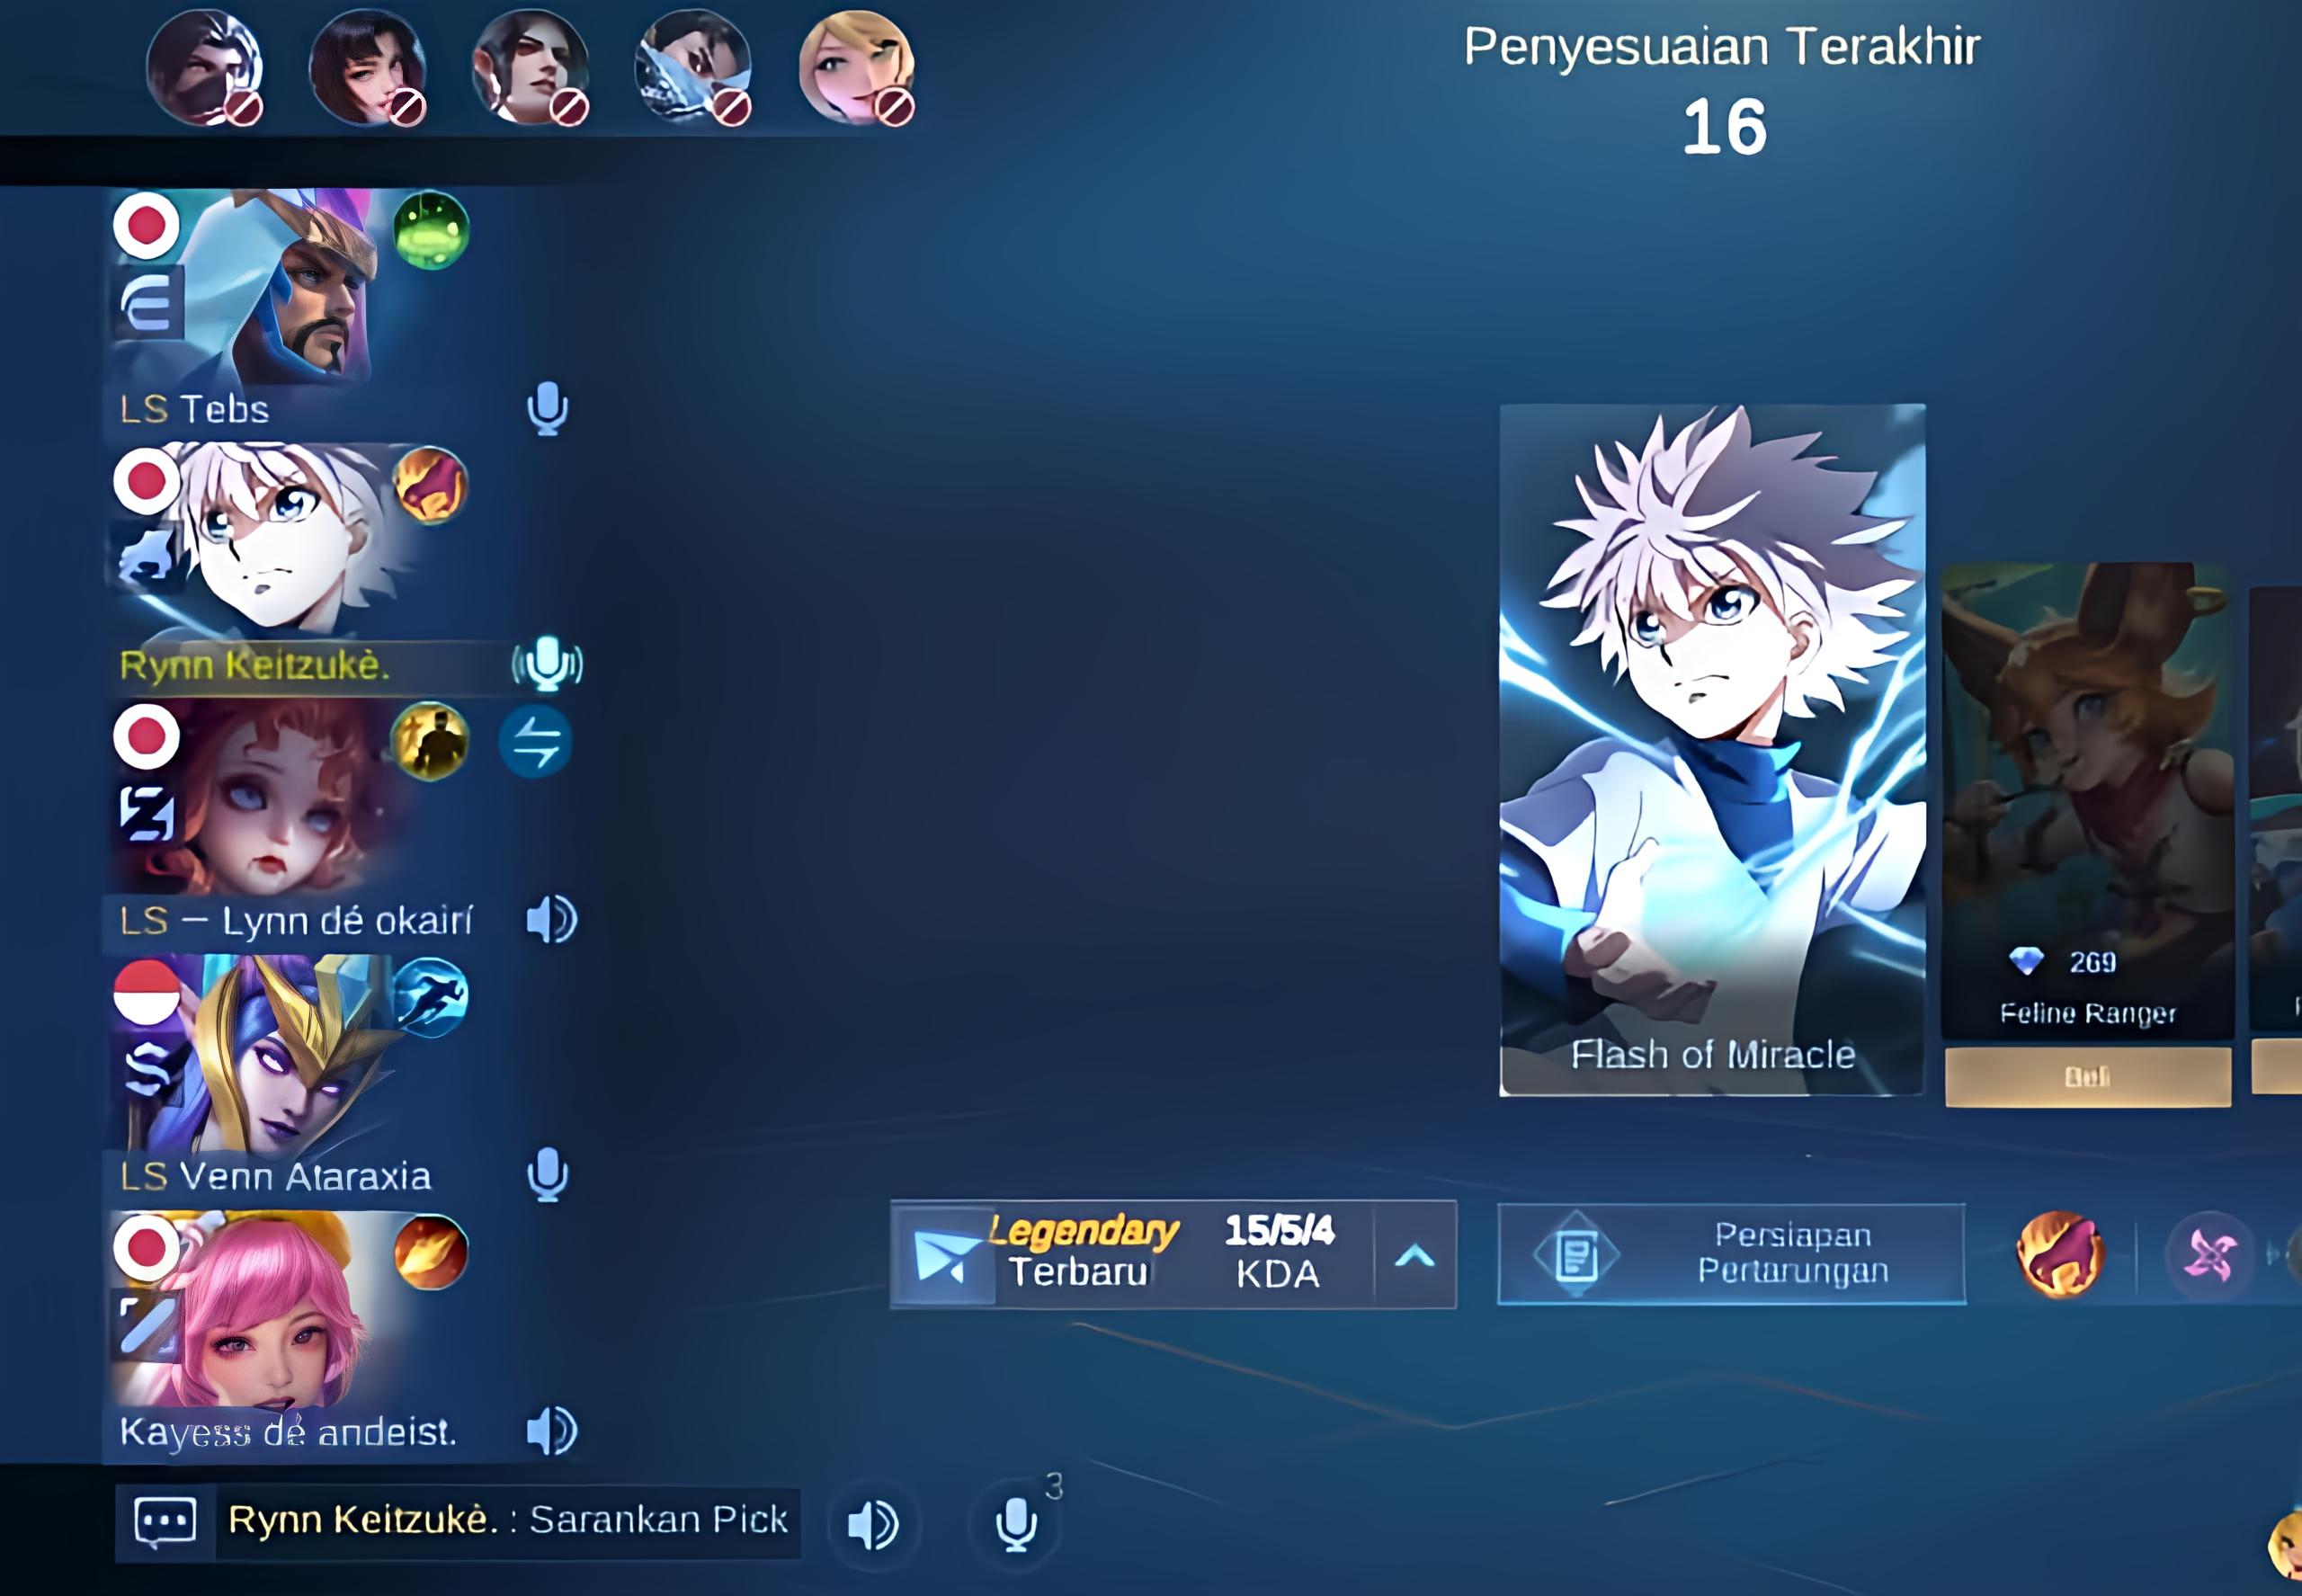 Penyesuaian Terakhir
16
LS Tebs
Rynn Keitzukè.
LS — Lynn dé okairí
LS Venn Ataraxia
Kayess dé andeist.
Flash of Miracle
269
Feline Ranger
Beli
Legendary 15/5/4
Terbaru KDA
Persiapan
Pertarungan
3
Rynn Keitzukè. : Sarankan Pick